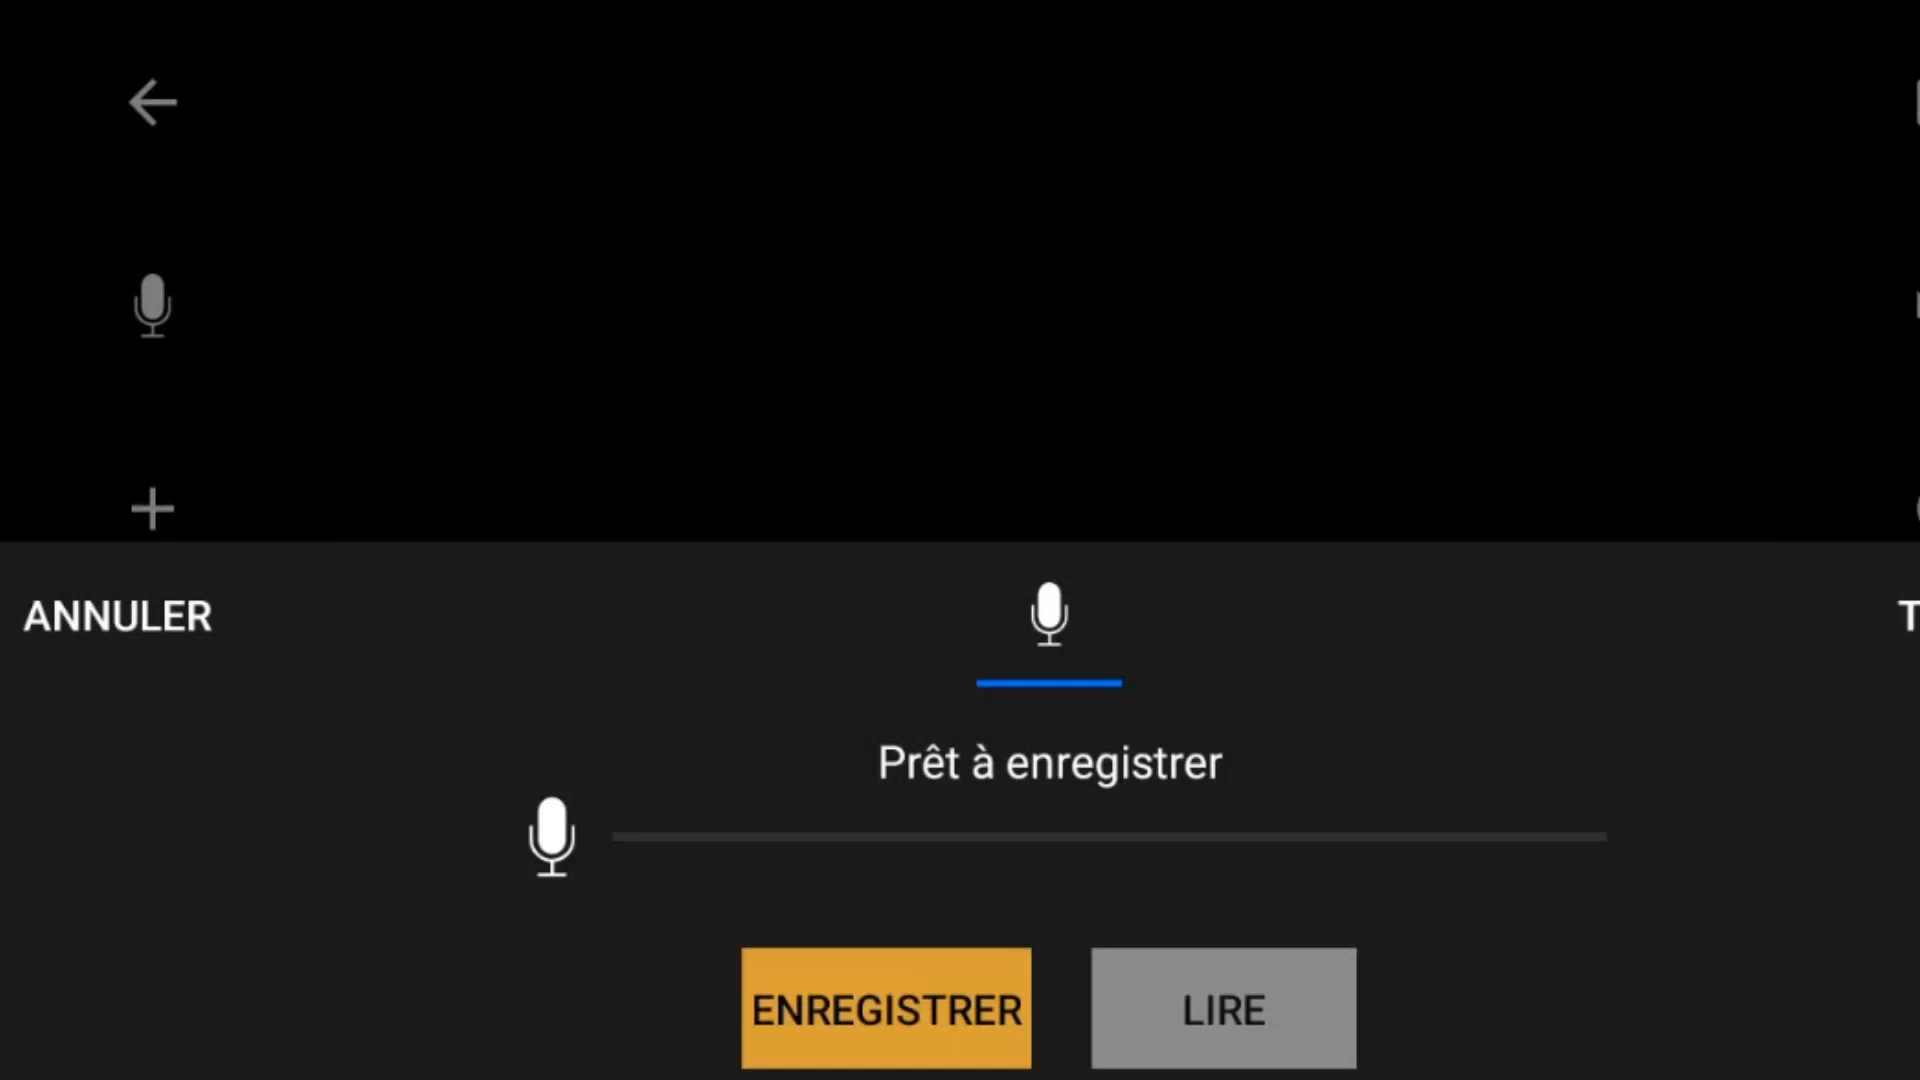 ANNULER
Prêt à enregistrer
ENREGISTRER
LIRE